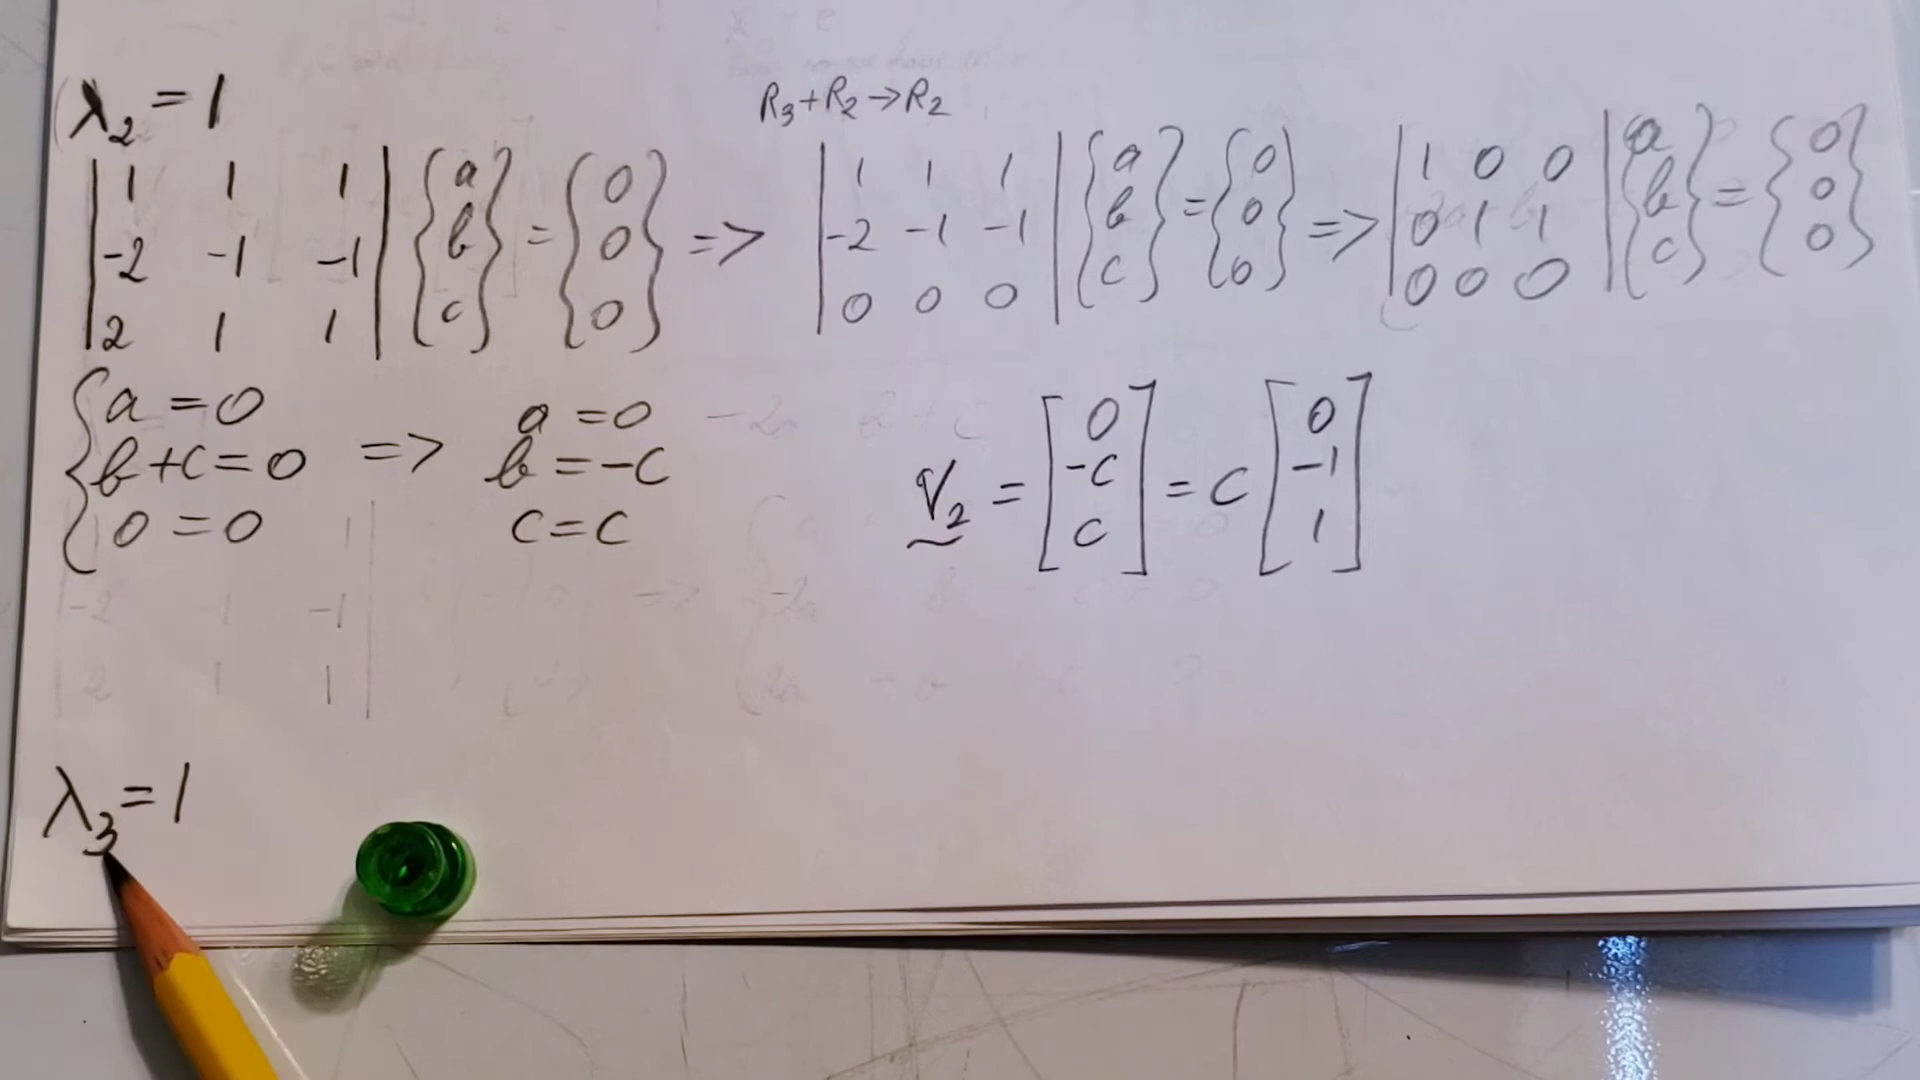 λ₂ = 1
R₃+R₂→R₂
| 1 1 1 | {a} = {0} => | 1 1 1 | {a} = {0} => | 1 0 0 | {a} = {0}
| -2 -1 -1 | {b} {0} | -2 -1 -1 | {b} {0} | 0 1 1 | {b} {0}
| 2 1 1 | {c} {0} | 0 0 0 | {c} {0} | 0 0 0 | {c} {0}
{ a = 0
{ b + c = 0 =>
{ 0 = 0
a = 0
b = -c
c = c
V₂ = [0 -c c] = c [0 -1 1]
λ₃ = 1